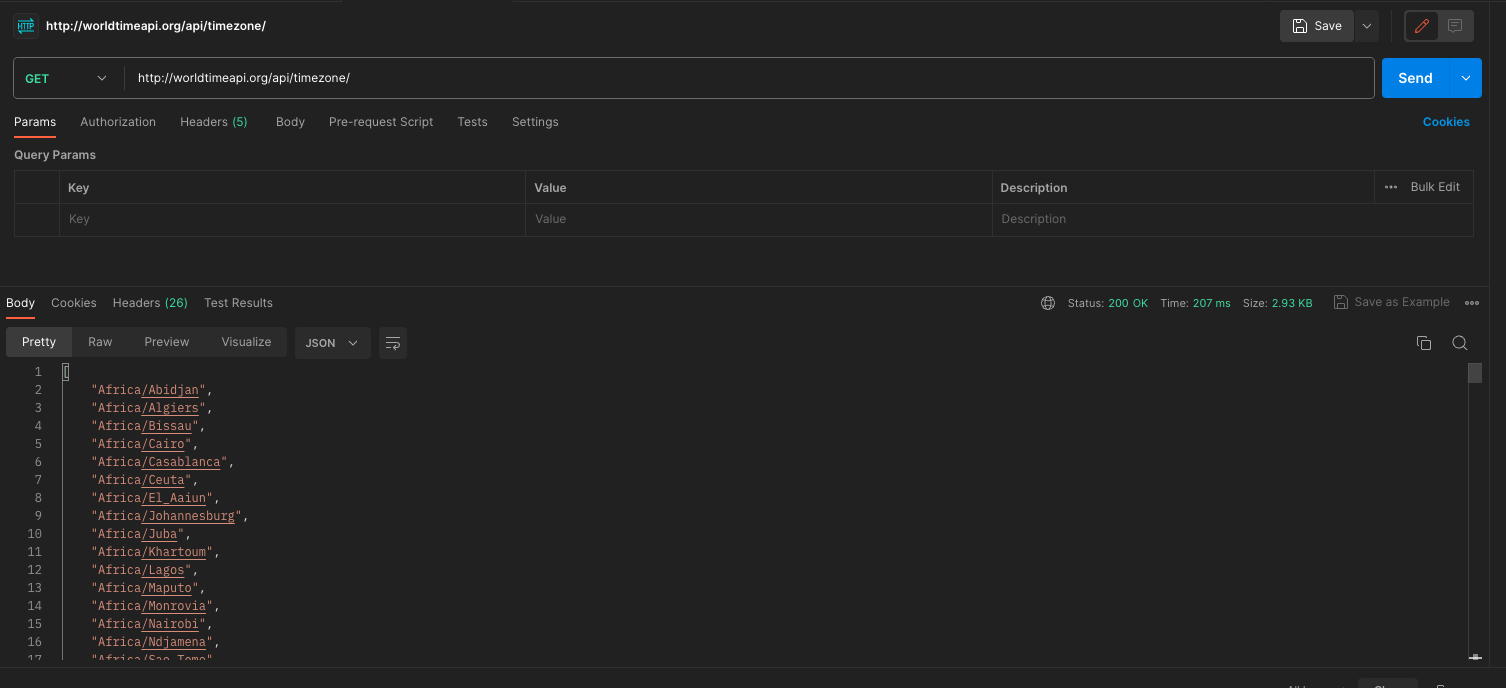 HTTP http://worldtimeapi.org/api/timezone/ Save
GET http://worldtimeapi.org/api/timezone/ Send
Params Authorization Headers (5) Body Pre-request Script Tests Settings Cookies
Query Params
Key Value Description ••• Bulk Edit
Key Value Description
Body Cookies Headers (26) Test Results Status: 200 OK Time: 207 ms Size: 2.93 KB Save as Example
Pretty Raw Preview Visualize JSON
1 [
2 "Africa/Abidjan",
3 "Africa/Algiers",
4 "Africa/Bissau",
5 "Africa/Cairo",
6 "Africa/Casablanca",
7 "Africa/Ceuta",
8 "Africa/El_Aaiun",
9 "Africa/Johannesburg",
10 "Africa/Juba",
11 "Africa/Khartoum",
12 "Africa/Lagos",
13 "Africa/Maputo",
14 "Africa/Monrovia",
15 "Africa/Nairobi",
16 "Africa/Ndjamena",
17 "Africa/Sao_Tome"